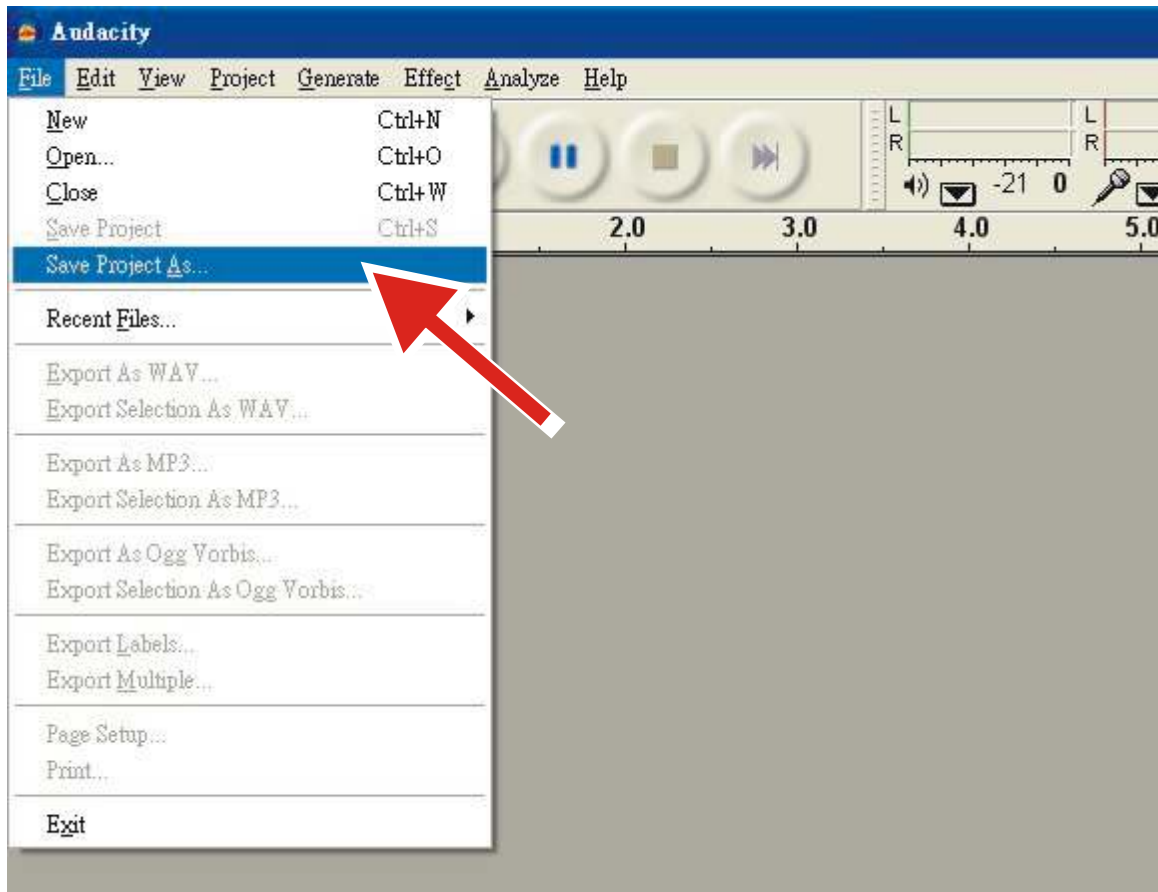 Audacity
File Edit View Project Generate Effect Analyze Help
New Ctrl+N
Open... Ctrl+O
Close Ctrl+W
Save Project Ctrl+S
Save Project As...
Recent Files...
Export As WAV...
Export Selection As WAV...
Export As MP3...
Export Selection As MP3...
Export As Ogg Vorbis...
Export Selection As Ogg Vorbis...
Export Labels...
Export Multiple...
Page Setup...
Print...
Exit
L L
R R
-21 0
2.0 3.0 4.0 5.0